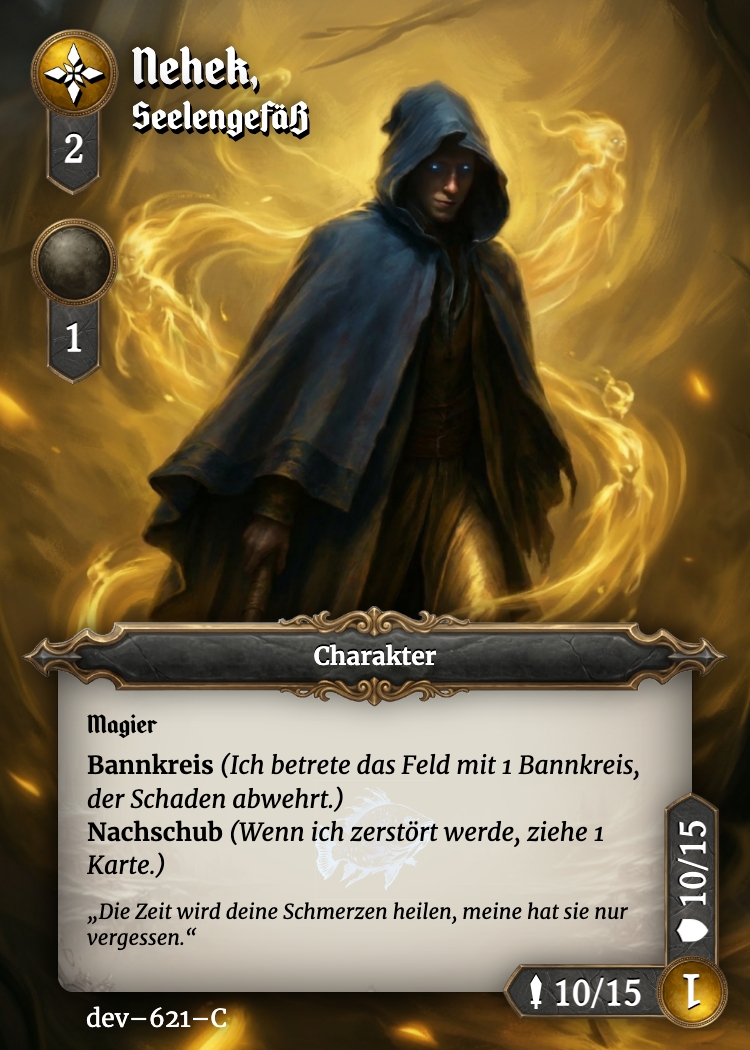 Nehek,
Seelengefäß
2
1
Charakter
Magier
Bannkreis (Ich betrete das Feld mit 1 Bannkreis,
der Schaden abwehrt.)
Nachschub (Wenn ich zerstört werde, ziehe 1
Karte.)
„Die Zeit wird deine Schmerzen heilen, meine hat sie nur
vergessen.“
10/15
10/15
1
dev–621–C